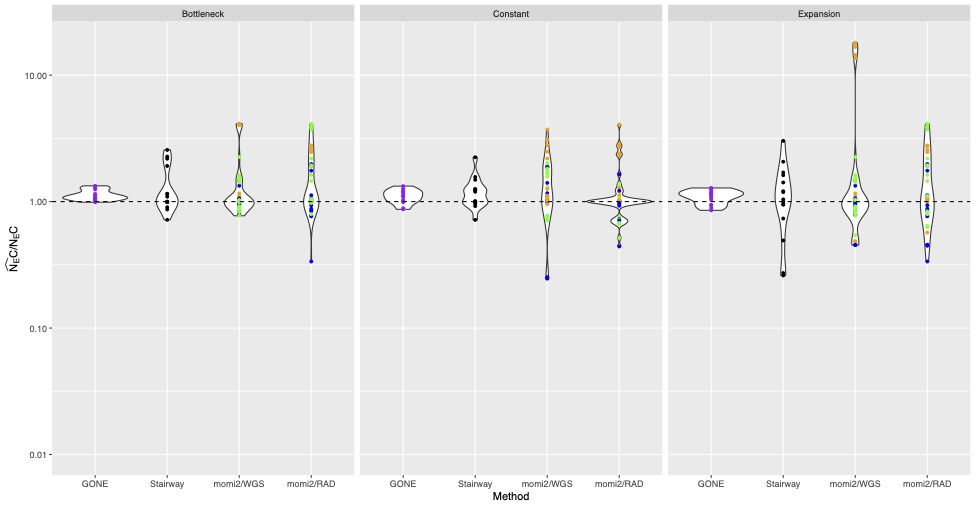 Bottleneck
Constant
Expansion
10.00
1.00
0.10
0.01
N̂EC/NEC
GONE Stairway momi2/WGS momi2/RAD
GONE Stairway momi2/WGS momi2/RAD
GONE Stairway momi2/WGS momi2/RAD
Method